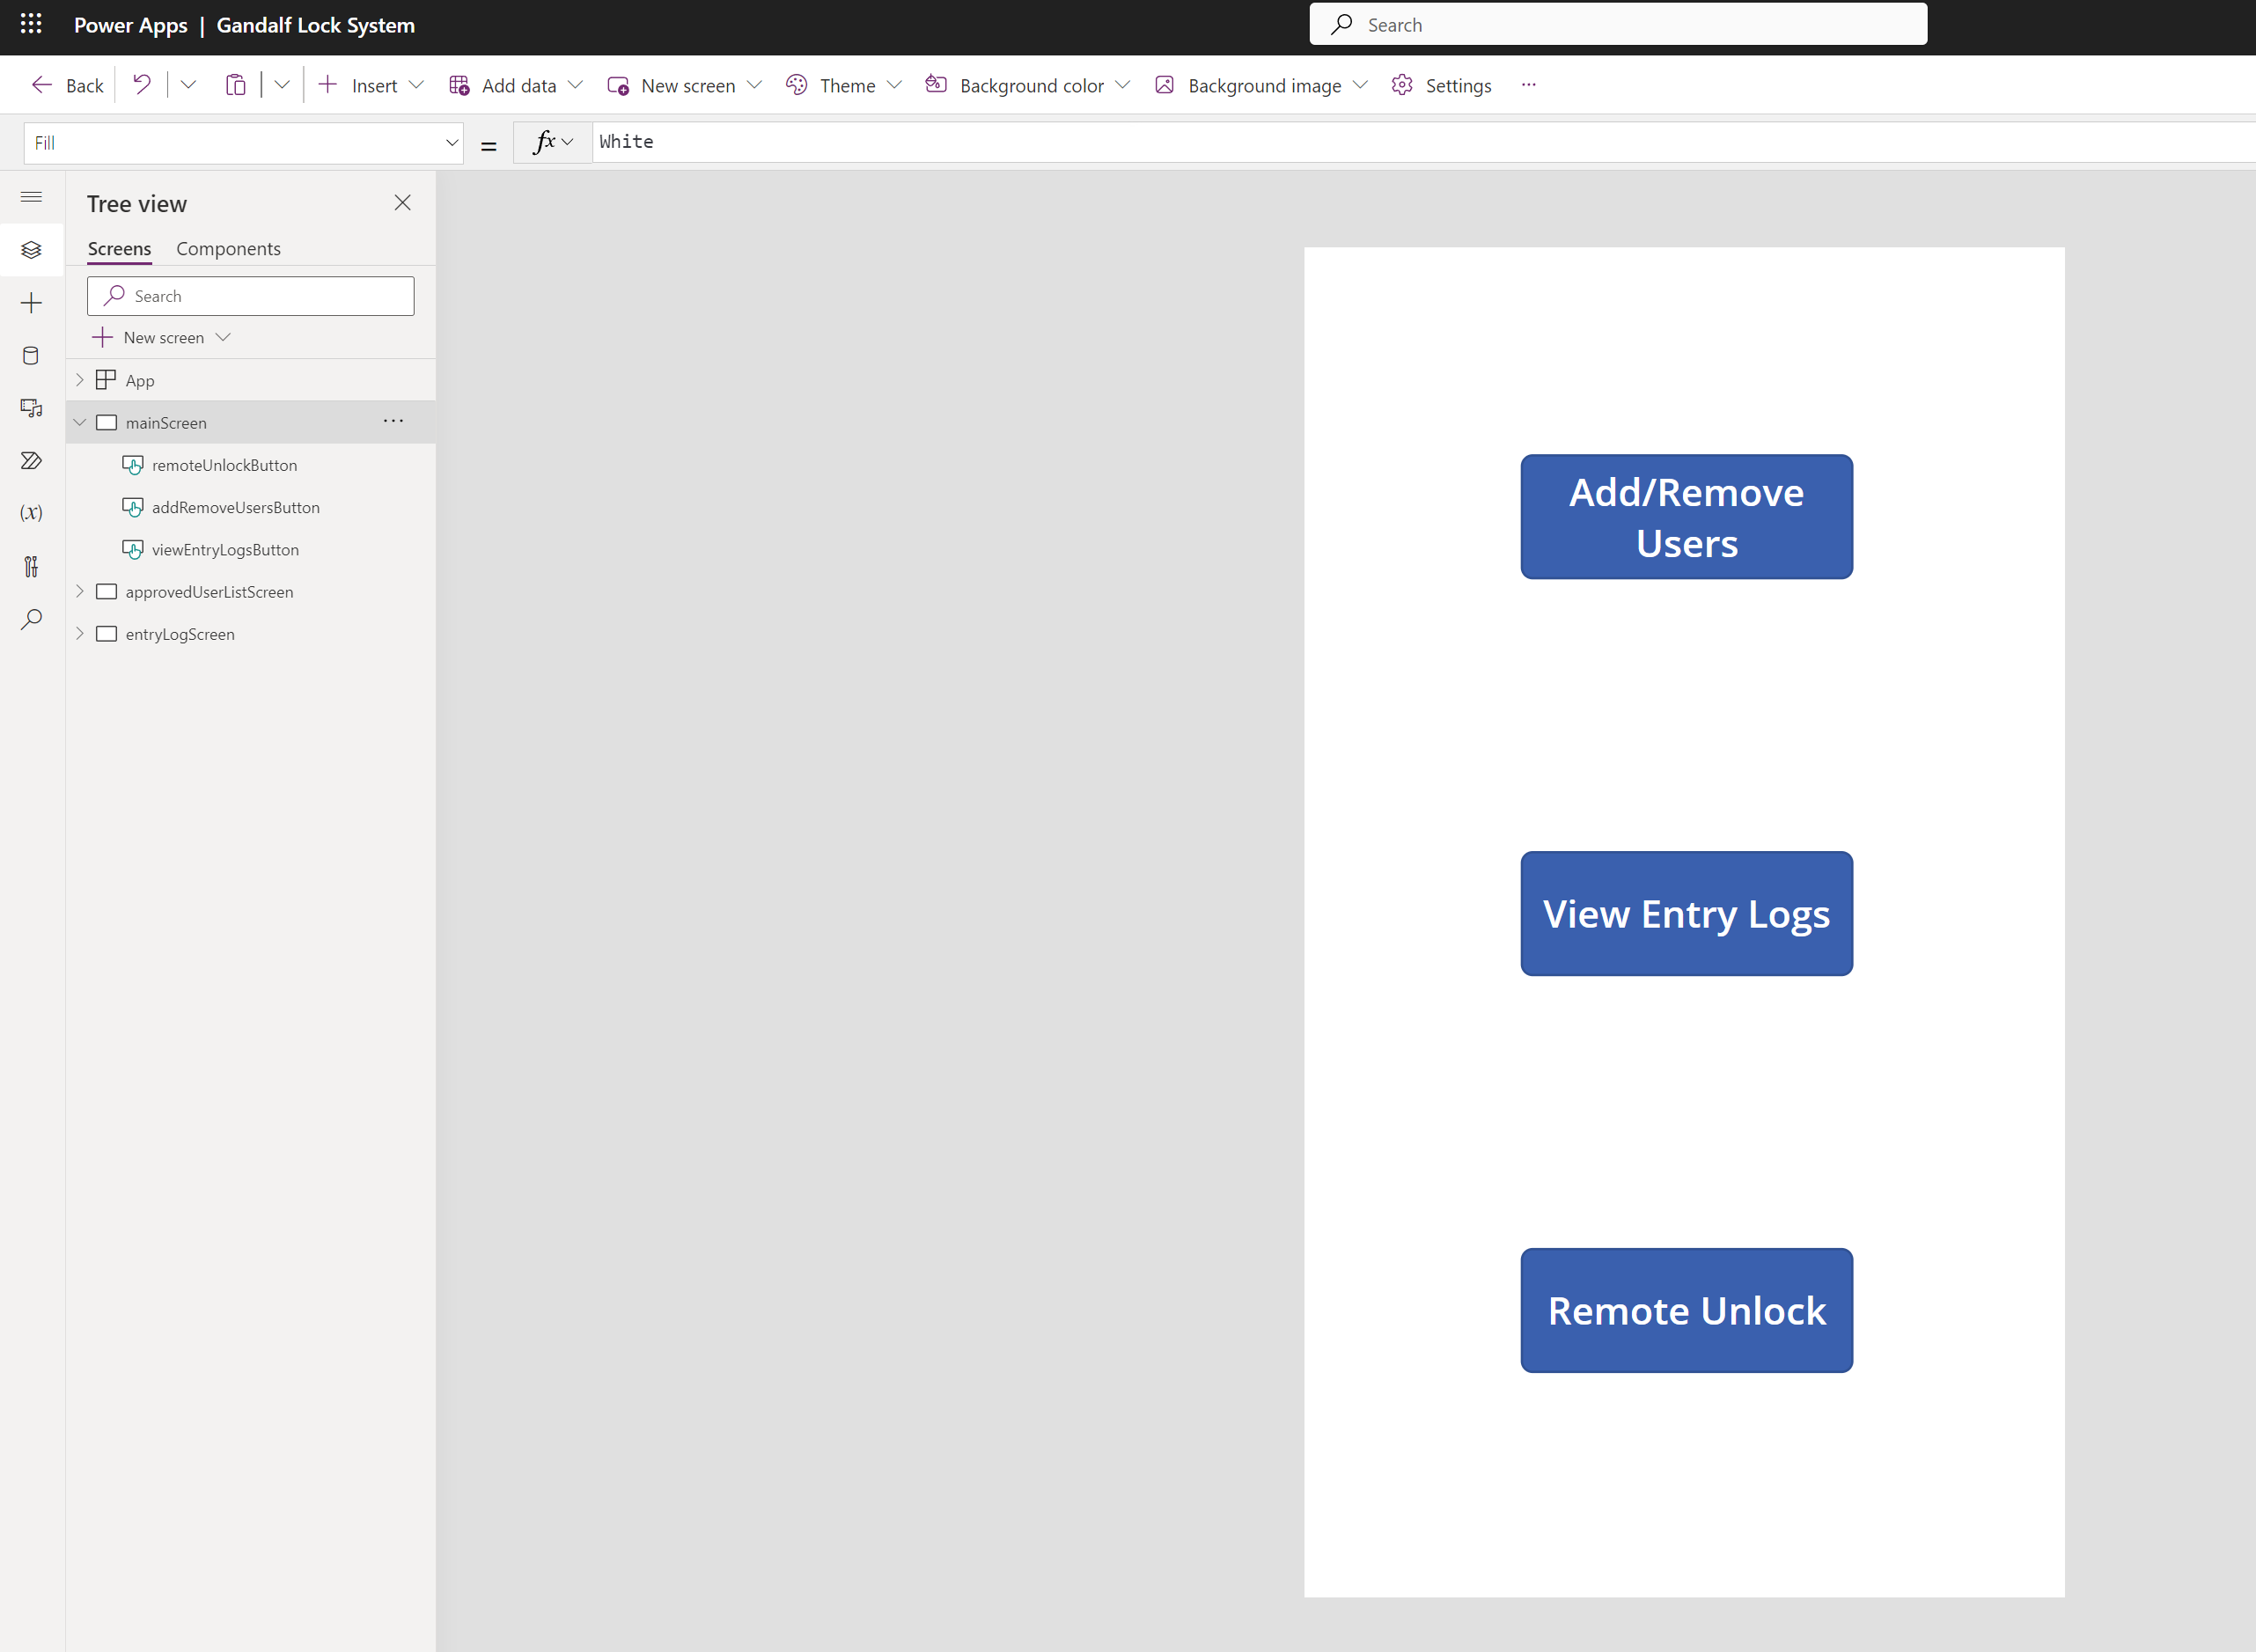 Power Apps | Gandalf Lock System
Search
Back
Insert
Add data
New screen
Theme
Background color
Background image
Settings
Fill
=
fx
White
Tree view
Screens
Components
Search
New screen
App
mainScreen
remoteUnlockButton
addRemoveUsersButton
viewEntryLogsButton
approvedUserListScreen
entryLogScreen
(x)
Add/Remove
Users
View Entry Logs
Remote Unlock